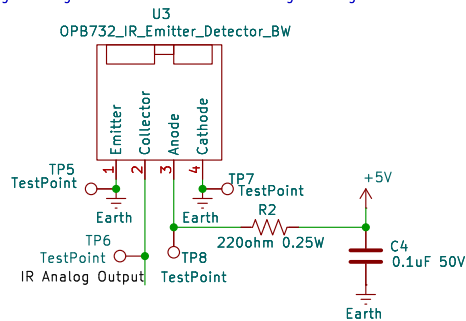 U3
OPB732_IR_Emitter_Detector_BW
Emitter
Collector
Anode
Cathode
1
2
3
4
TP5
TestPoint
Earth
TP7
TestPoint
Earth
+5V
R2
220ohm 0.25W
TP6
TestPoint
IR Analog Output
TP8
TestPoint
C4
0.1uF 50V
Earth